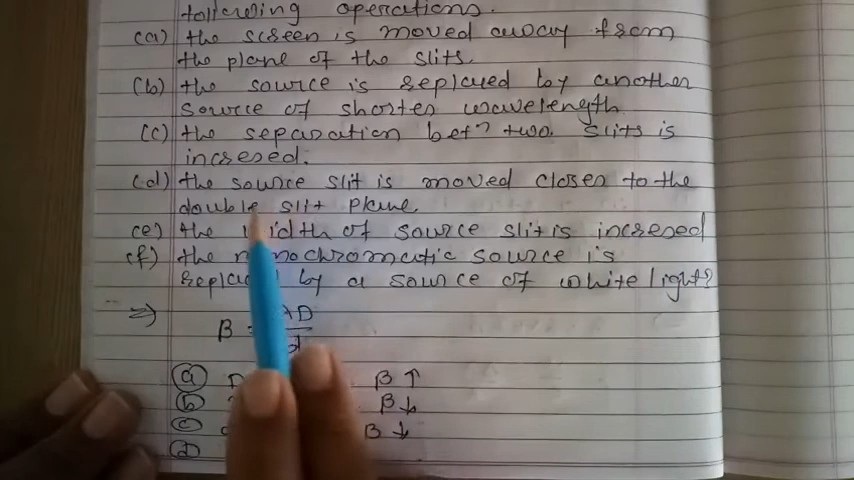 following operations.
(a) the screen is moved away from
the plane of the slits.
(b) the source is replaced by another
source of shorter wavelength
(c) the separation betn two slits is
incresed.
(d) the source slit is moved closer to the
double slit plane.
(e) the width of source slit is incresed
(f) the monochromatic source is
replaced by a source of white light?
⇒
β = λD
d
(a) D β ↑
(b) β ↓
(c) d β ↓
(d)